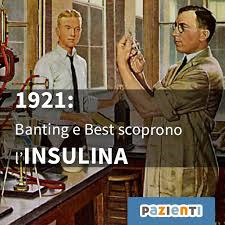 1921:
Banting e Best scoprono
l'INSULINA
PAZIENTI